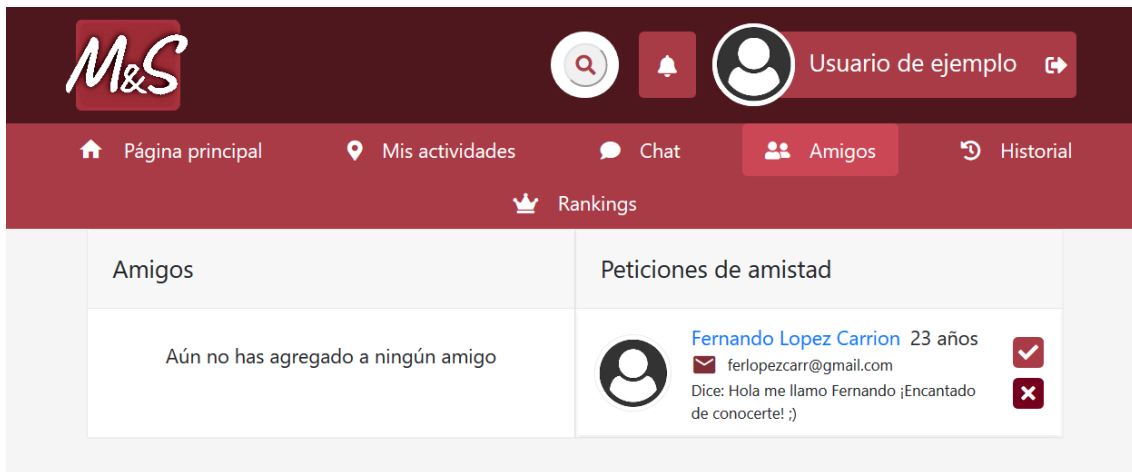 M&S
Usuario de ejemplo
Página principal
Mis actividades
Chat
Amigos
Historial
Rankings
Amigos
Peticiones de amistad
Aún no has agregado a ningún amigo
Fernando Lopez Carrion 23 años
ferlopezcarr@gmail.com
Dice: Hola me llamo Fernando ¡Encantado
de conocerte! ;)